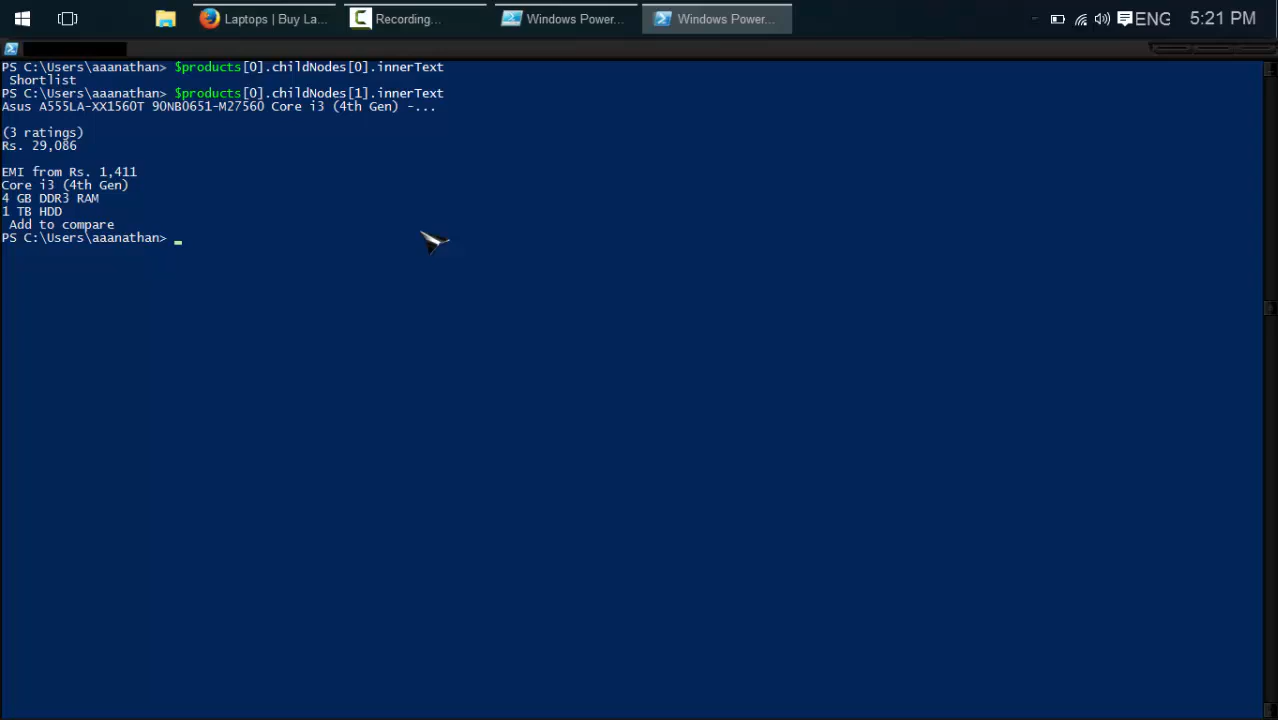 Laptops | Buy La...
Recording...
Windows Power...
Windows Power...
ENG
5:21 PM
PS C:\Users\aaanathan> $products[0].childNodes[0].innerText
Shortlist
PS C:\Users\aaanathan> $products[0].childNodes[1].innerText
Asus A555LA-XX1560T 90NB0651-M27560 Core i3 (4th Gen) -...
(3 ratings)
Rs. 29,086
EMI from Rs. 1,411
Core i3 (4th Gen)
4 GB DDR3 RAM
1 TB HDD
Add to compare
PS C:\Users\aaanathan>